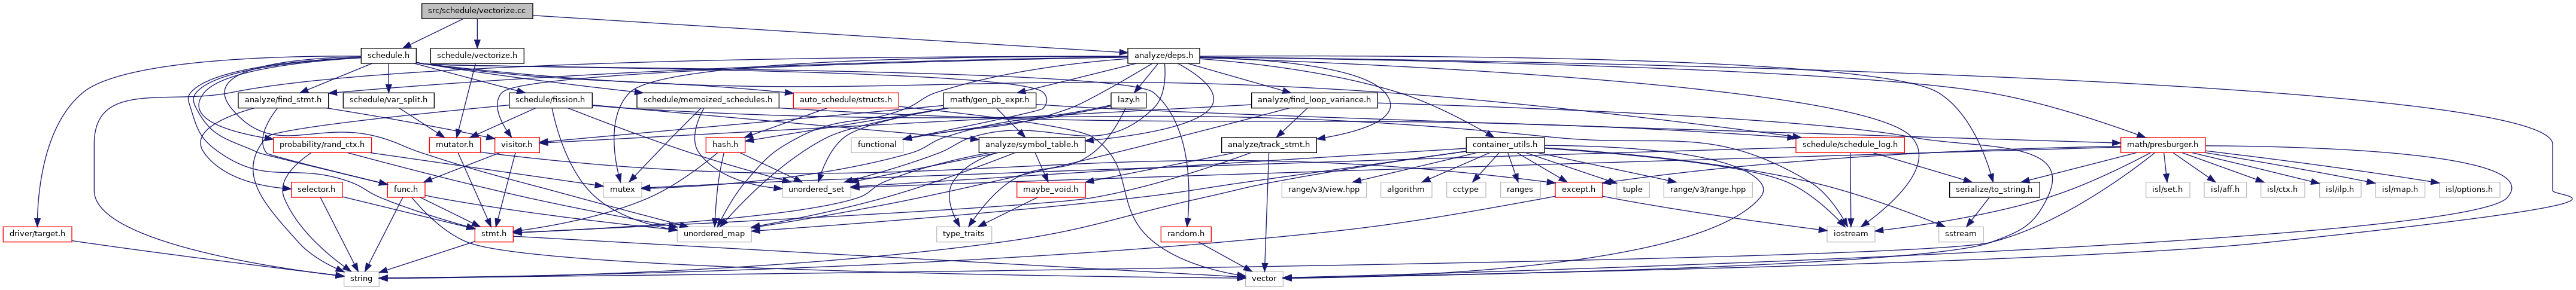 src/schedule/vectorize.cc
schedule.h
schedule/vectorize.h
analyze/deps.h
analyze/find_stmt.h
schedule/var_split.h
schedule/fission.h
schedule/memoized_schedules.h
auto_schedule/structs.h
math/gen_pb_expr.h
lazy.h
analyze/find_loop_variance.h
probability/rand_ctx.h
mutator.h
visitor.h
hash.h
functional
analyze/symbol_table.h
analyze/track_stmt.h
container_utils.h
schedule/schedule_log.h
math/presburger.h
selector.h
func.h
mutex
unordered_set
maybe_void.h
range/v3/view.hpp
algorithm
cctype
ranges
except.h
tuple
range/v3/range.hpp
serialize/to_string.h
isl/set.h
isl/aff.h
isl/ctx.h
isl/ilp.h
isl/map.h
isl/options.h
driver/target.h
stmt.h
unordered_map
type_traits
random.h
iostream
sstream
string
vector